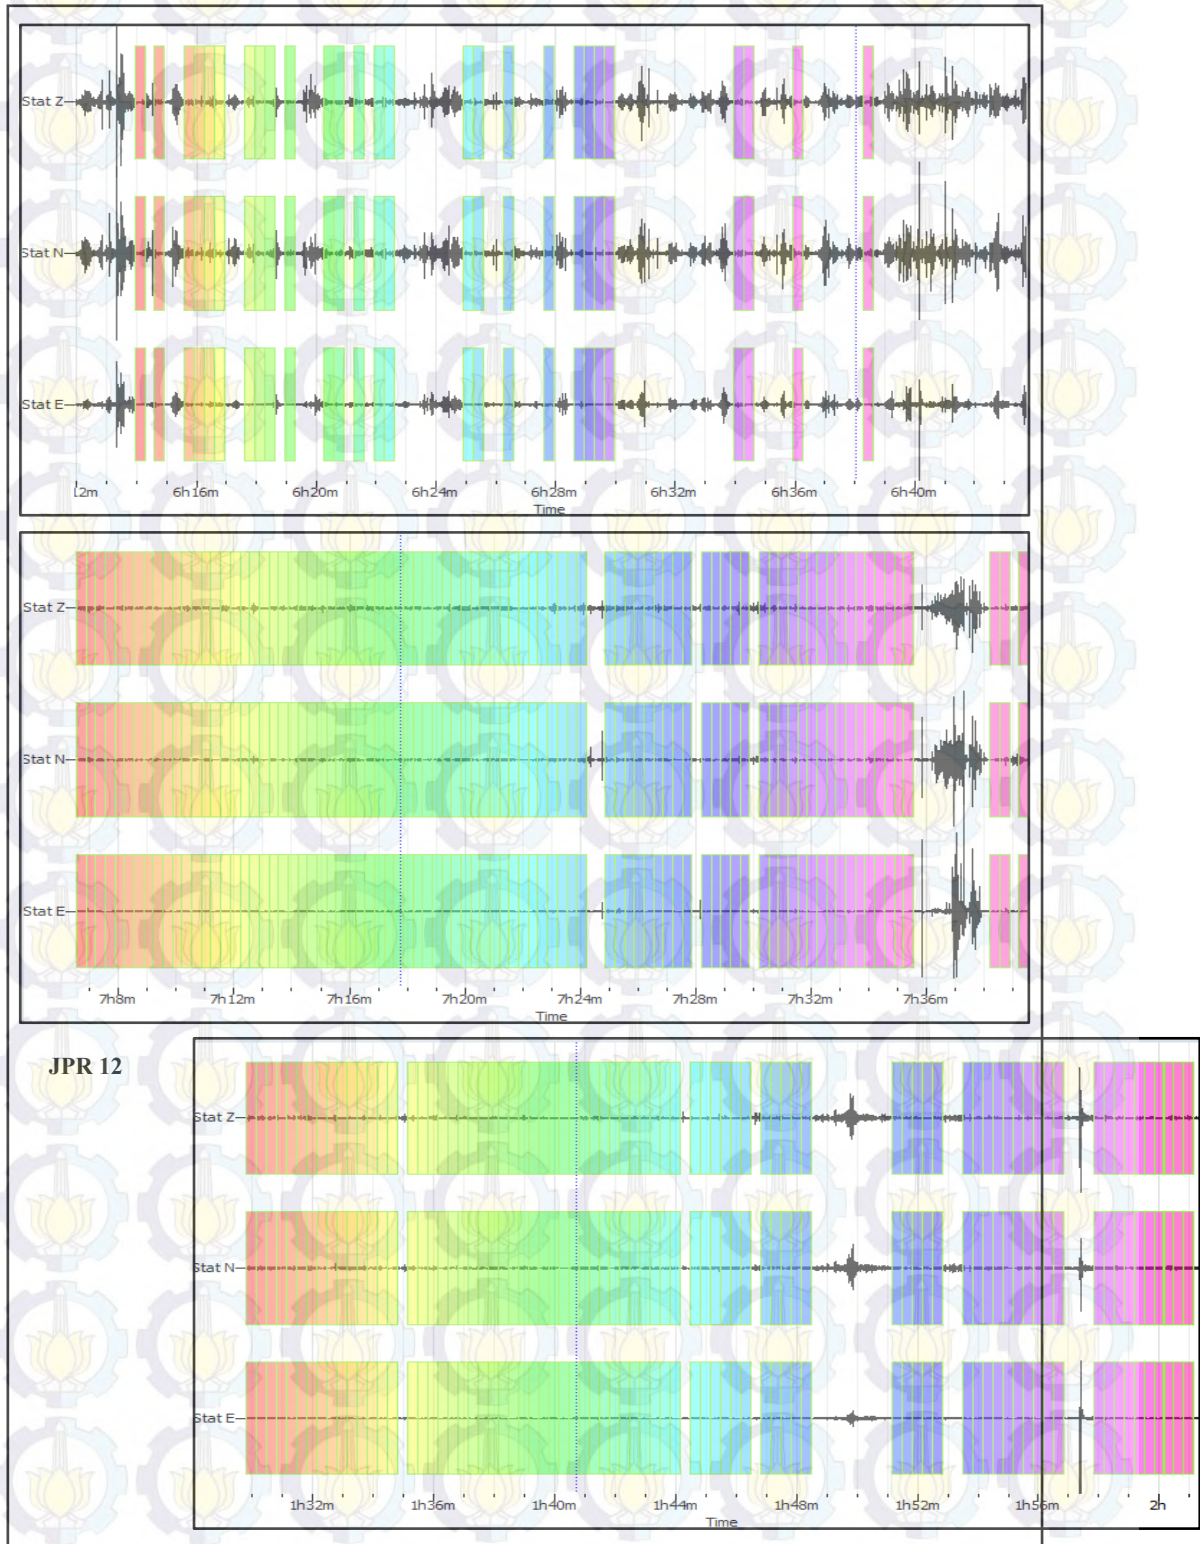 Stat Z
Stat N
Stat E
12m 6h16m 6h20m 6h24m 6h28m 6h32m 6h36m 6h40m
Time
Stat Z
Stat N
Stat E
7h8m 7h12m 7h16m 7h20m 7h24m 7h28m 7h32m 7h36m
Time
JPR 12
Stat Z
Stat N
Stat E
1h32m 1h36m 1h40m 1h44m 1h48m 1h52m 1h56m 2h
Time